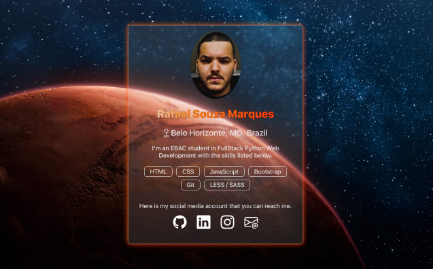 Rafael Souza Marques
Belo Horizonte, MG, Brazil
I'm an EBAC student in FullStack Python Web
Development with the skills listed below.
HTML CSS JavaScript Bootstrap
Git LESS / SASS
Here is my social media account that you can reach me.